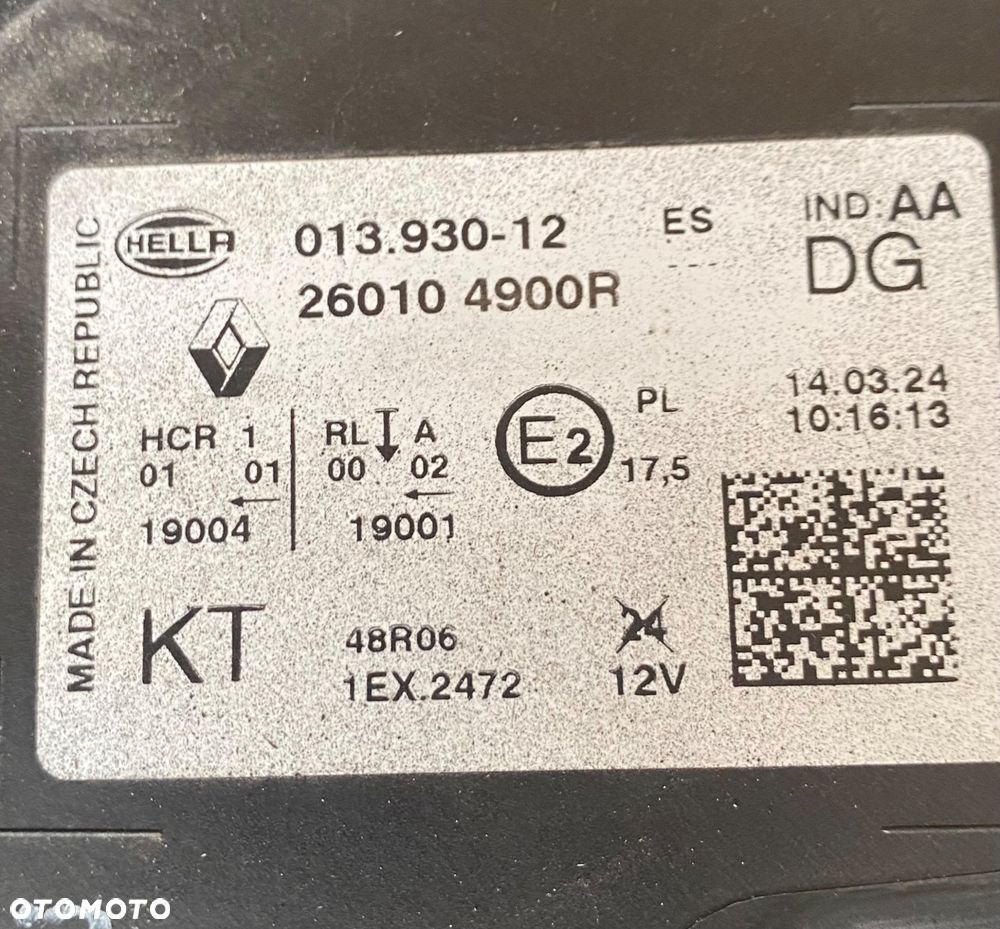 MADE IN CZECH REPUBLIC
HELLA
013.930-12
26010 4900R
ES
----
IND:AA
DG
14.03.24
10:16:13
HCR 1
01 01
19004
RL A
00 02
19001
E2
PL
17,5
KT
48R06
1EX.2472
24
12V
OTOMOTO